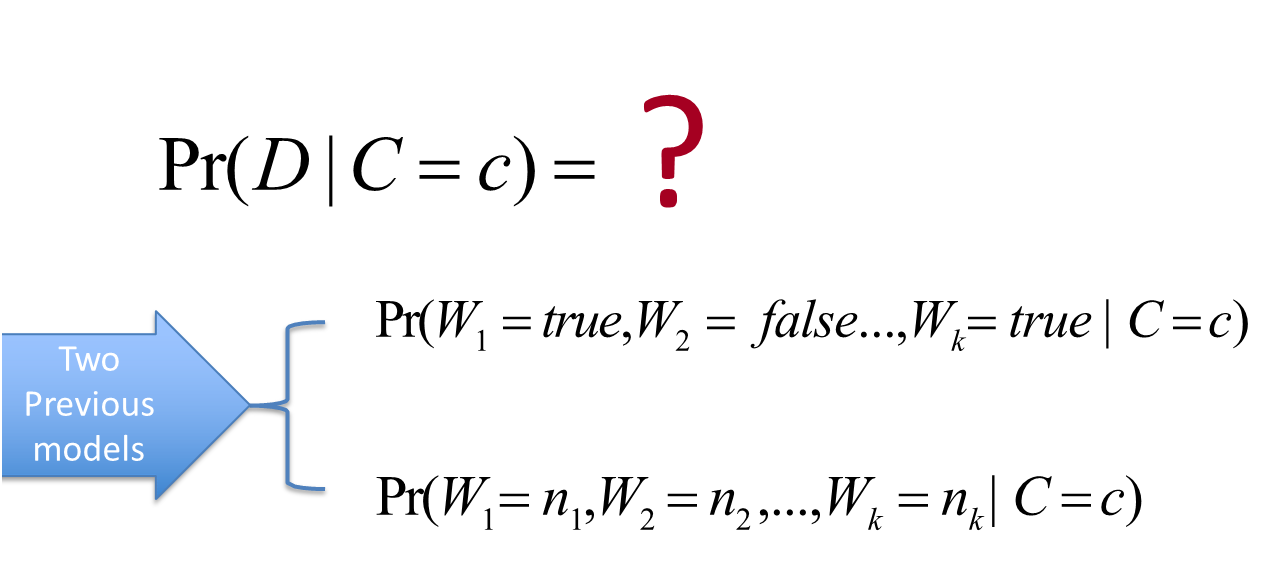 Pr(D | C = c) = ?
Pr(W₁ = true,W₂ = false...,Wₖ= true | C = c)
Two
Previous
models
Pr(W₁= n₁,W₂ = n₂,...,Wₖ = nₖ| C = c)